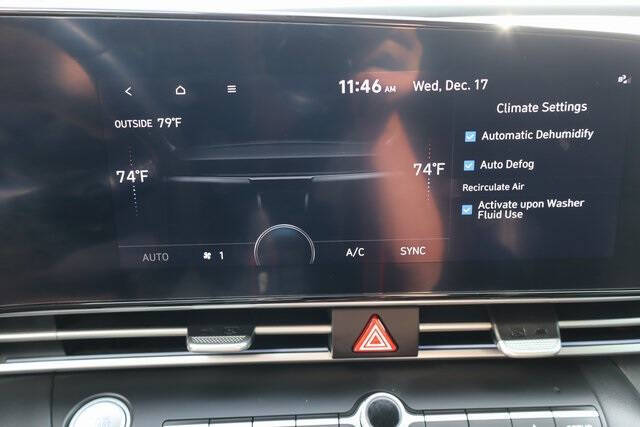 11:46 AM Wed, Dec. 17
OUTSIDE 79°F
74°F
74°F
AUTO 1 A/C SYNC
Climate Settings
Automatic Dehumidify
Auto Defog
Recirculate Air
Activate upon Washer
Fluid Use